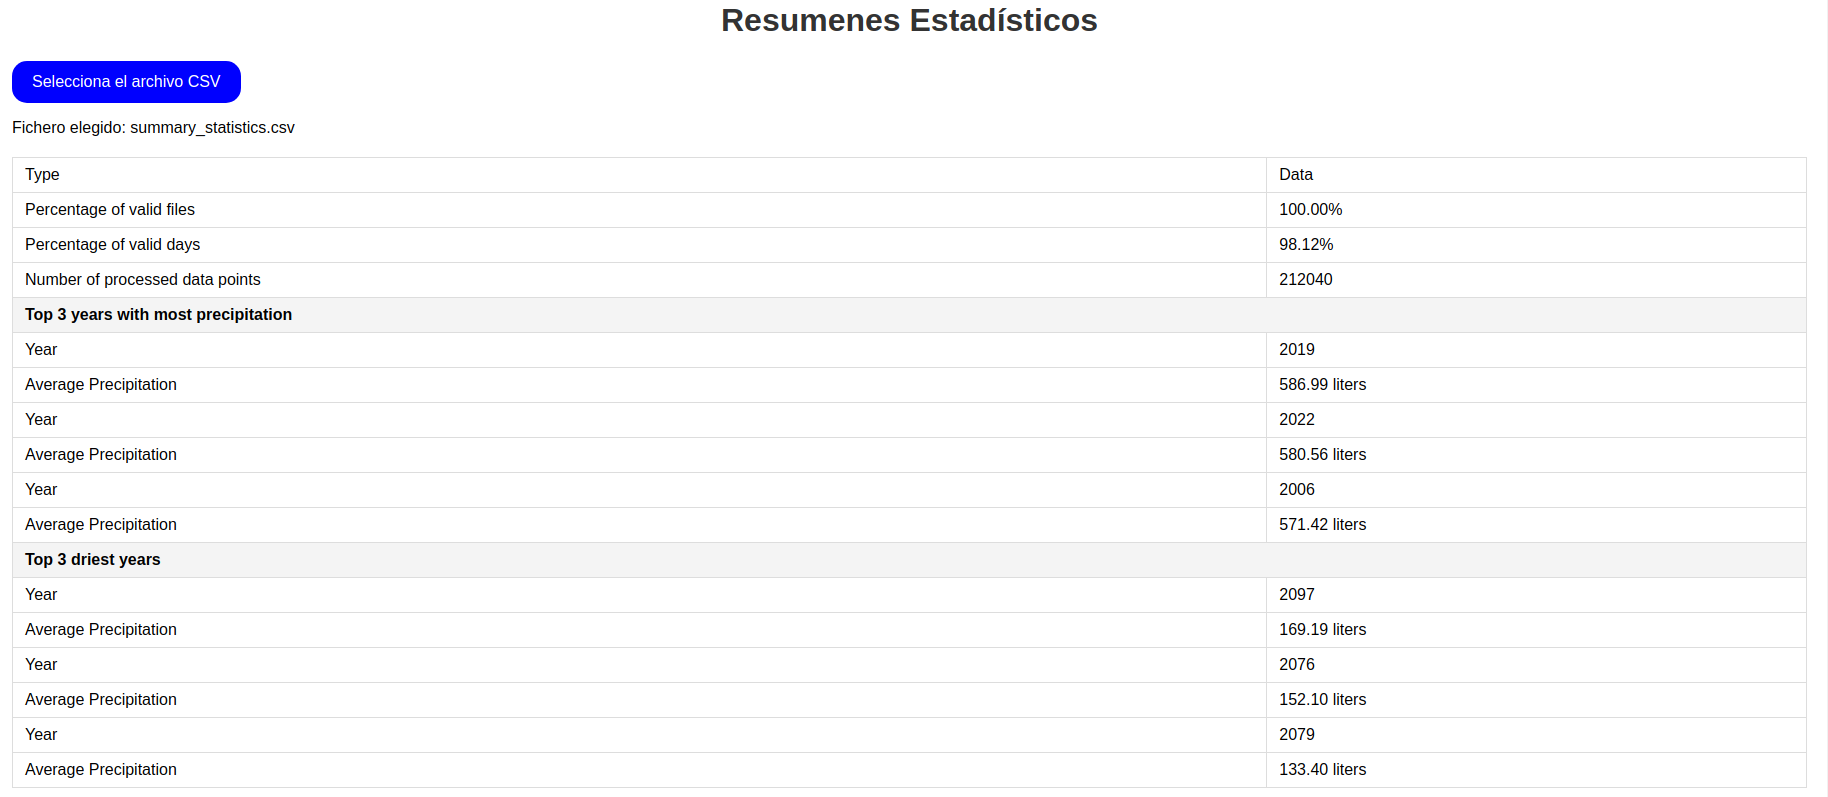 Resumenes Estadísticos
Selecciona el archivo CSV
Fichero elegido: summary_statistics.csv
Type Data
Percentage of valid files 100.00%
Percentage of valid days 98.12%
Number of processed data points 212040
Top 3 years with most precipitation
Year 2019
Average Precipitation 586.99 liters
Year 2022
Average Precipitation 580.56 liters
Year 2006
Average Precipitation 571.42 liters
Top 3 driest years
Year 2097
Average Precipitation 169.19 liters
Year 2076
Average Precipitation 152.10 liters
Year 2079
Average Precipitation 133.40 liters